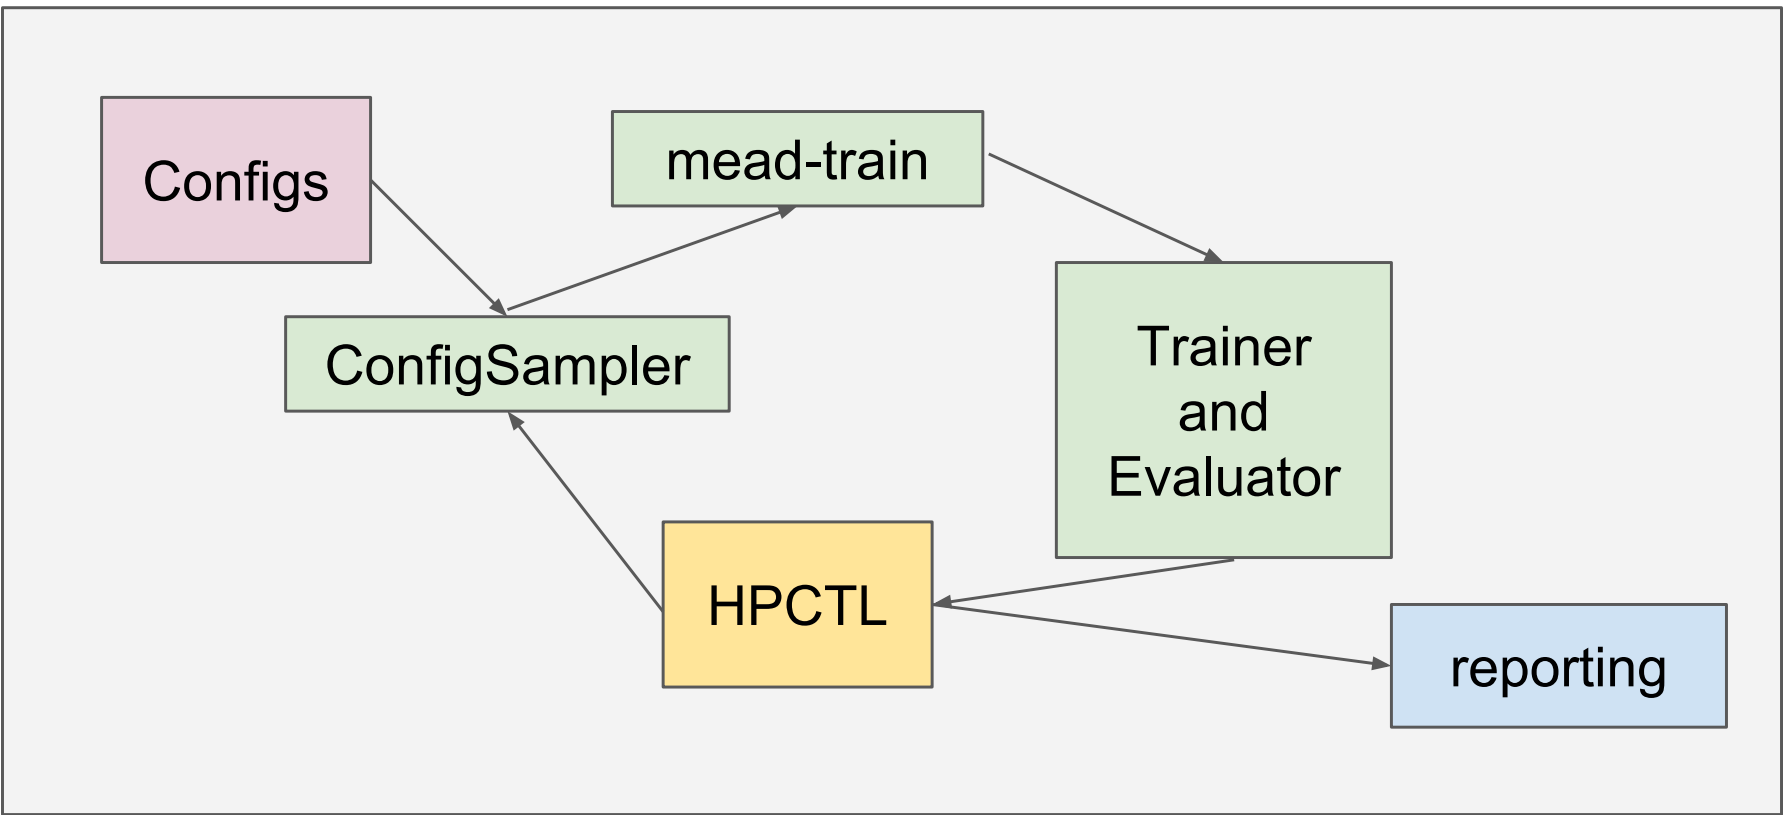 Configs
mead-train
ConfigSampler
Trainer
and
Evaluator
HPCTL
reporting